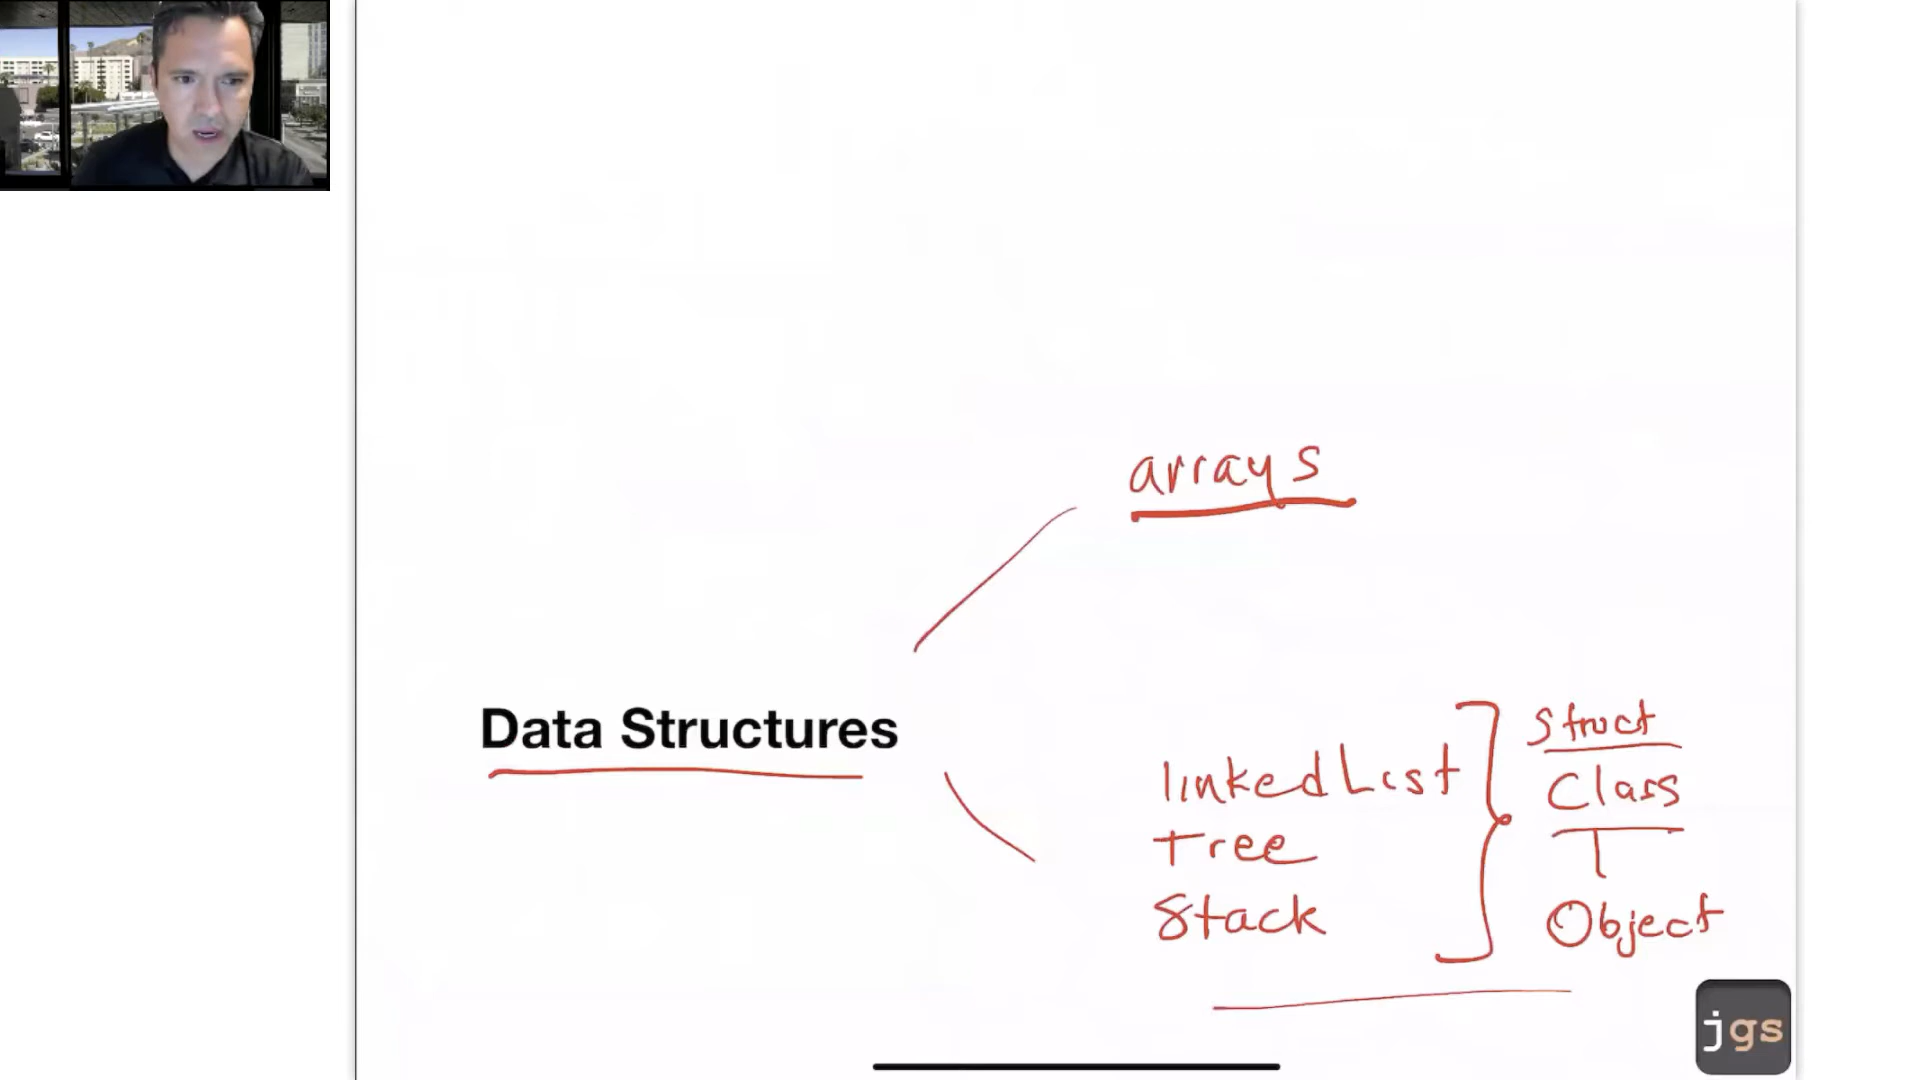 arrays
Data Structures
linkedList
Tree
Stack
Struct
Class
Object
jgs